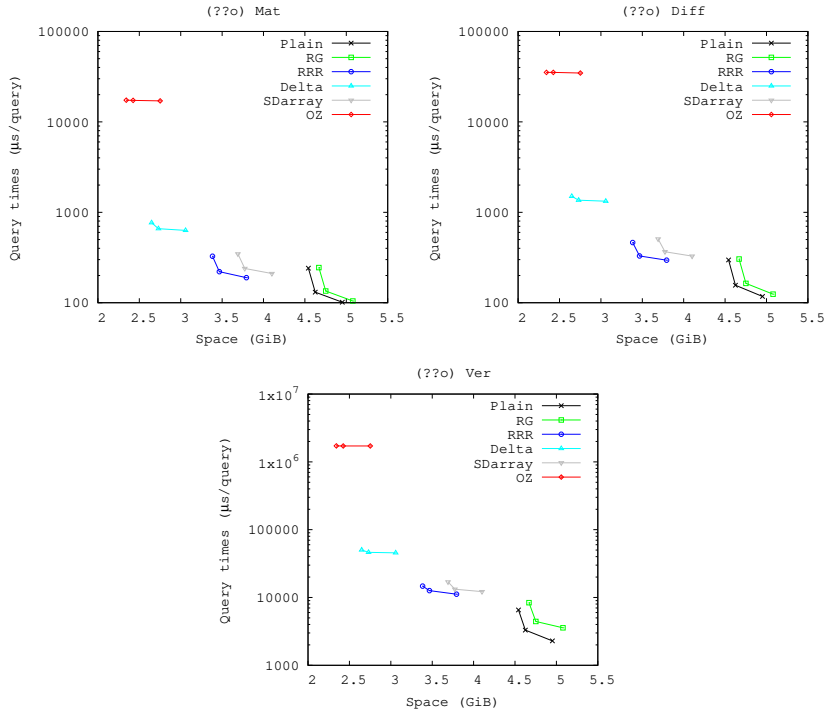 (??o) Mat
Query times (μs/query)
100000
10000
1000
100
Plain
RG
RRR
Delta
SDarray
OZ
2 2.5 3 3.5 4 4.5 5 5.5
Space (GiB)
(??o) Diff
Query times (μs/query)
100000
10000
1000
100
Plain
RG
RRR
Delta
SDarray
OZ
2 2.5 3 3.5 4 4.5 5 5.5
Space (GiB)
(??o) Ver
Query times (μs/query)
1x10^7
1x10^6
100000
10000
1000
Plain
RG
RRR
Delta
SDarray
OZ
2 2.5 3 3.5 4 4.5 5 5.5
Space (GiB)